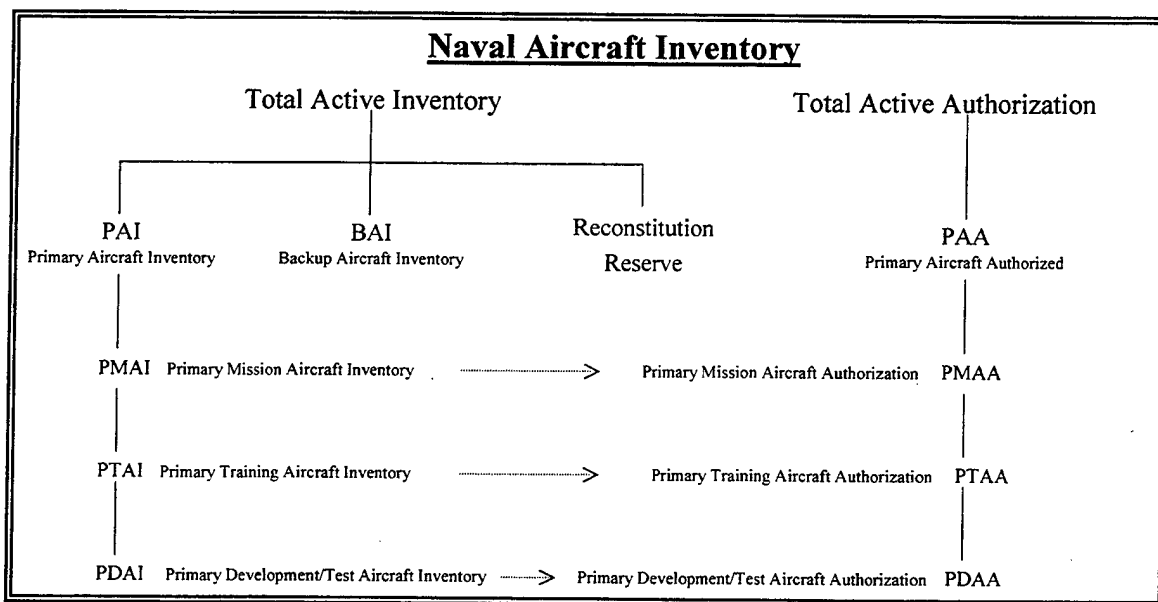 Naval Aircraft Inventory
Total Active Inventory
Total Active Authorization
PAI
Primary Aircraft Inventory
BAI
Backup Aircraft Inventory
Reconstitution
Reserve
PAA
Primary Aircraft Authorized
PMAI Primary Mission Aircraft Inventory
Primary Mission Aircraft Authorization PMAA
PTAI Primary Training Aircraft Inventory
Primary Training Aircraft Authorization PTAA
PDAI Primary Development/Test Aircraft Inventory
Primary Development/Test Aircraft Authorization PDAA